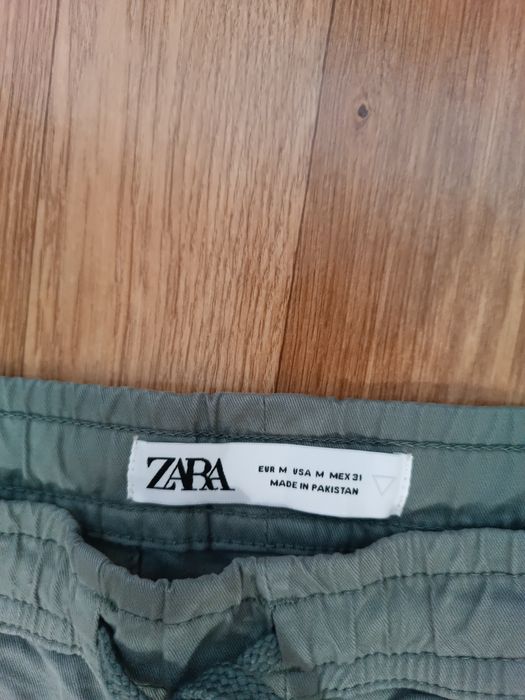 ZARA
EUR M USA M MEX 31
MADE IN PAKISTAN